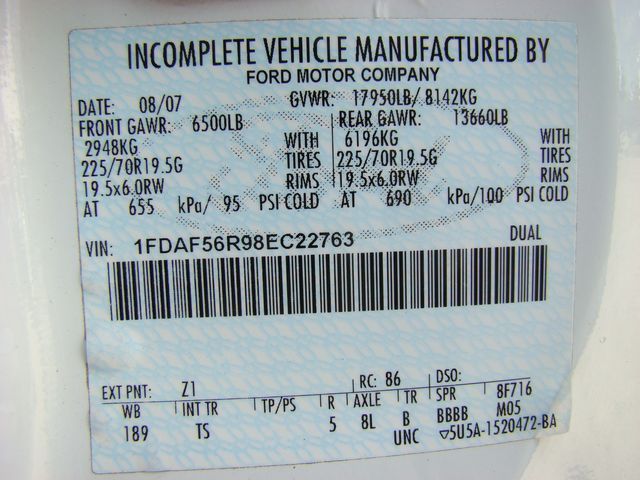 INCOMPLETE VEHICLE MANUFACTURED BY
FORD MOTOR COMPANY
DATE: 08/07 GVWR: 17950LB/ 8142KG
FRONT GAWR: 6500LB REAR GAWR: 13660LB
2948KG WITH 6196KG WITH
225/70R19.5G TIRES 225/70R19.5G TIRES
19.5x6.0RW RIMS 19.5x6.0RW RIMS
AT 655 kPa/ 95 PSI COLD AT 690 kPa/100 PSI COLD
VIN: 1FDAF56R98EC22763 DUAL
EXT PNT: Z1 RC: 86 DSO:
WB INT TR TP/PS R AXLE TR SPR 8F716
189 TS 5 8L B BBBB M05
UNC ▽5U5A-1520472-BA